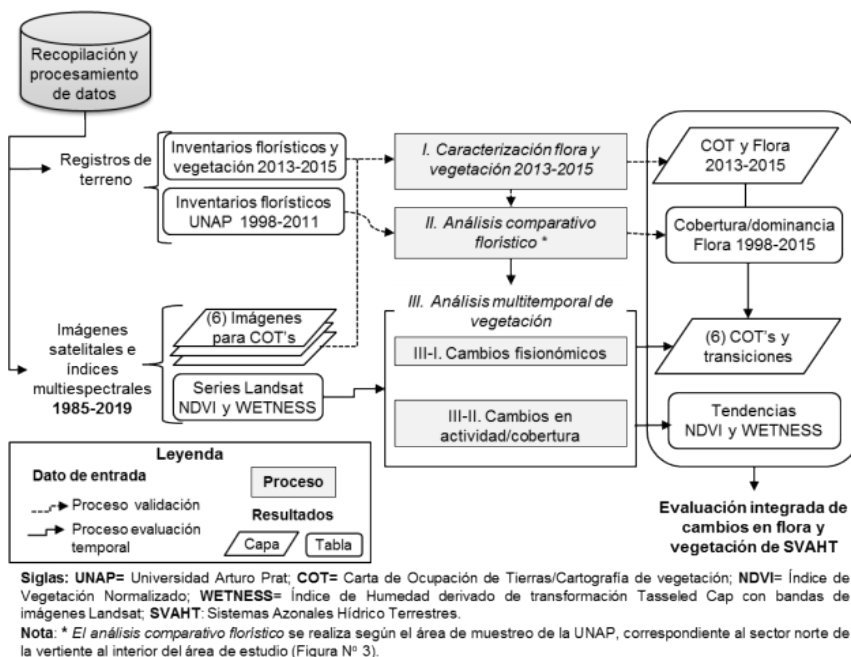 Recopilación y
procesamiento
de datos
Registros de
terreno
Inventarios florísticos y
vegetación 2013-2015
Inventarios florísticos
UNAP 1998-2011
I. Caracterización flora y
vegetación 2013-2015
II. Análisis comparativo
florístico *
COT y Flora
2013-2015
Cobertura/dominancia
Flora 1998-2015
Imágenes
satelitales e
índices
multiespectrales
1985-2019
(6) Imágenes
para COT's
Series Landsat
NDVI y WETNESS
III. Análisis multitemporal de
vegetación
III-I. Cambios fisionómicos
III-II. Cambios en
actividad/cobertura
(6) COT's y
transiciones
Tendencias
NDVI y WETNESS
Evaluación integrada de
cambios en flora y
vegetación de SVAHT
Leyenda
Dato de entrada
Proceso validación
Proceso evaluación
temporal
Proceso
Resultados
Capa
Tabla
Siglas: UNAP= Universidad Arturo Prat; COT= Carta de Ocupación de Tierras/Cartografía de vegetación; NDVI= Índice de
Vegetación Normalizado; WETNESS= Índice de Humedad derivado de transformación Tasseled Cap con bandas de
imágenes Landsat; SVAHT: Sistemas Azonales Hídrico Terrestres.
Nota: * El análisis comparativo florístico se realiza según el área de muestreo de la UNAP, correspondiente al sector norte de
la vertiente al interior del área de estudio (Figura Nº 3).